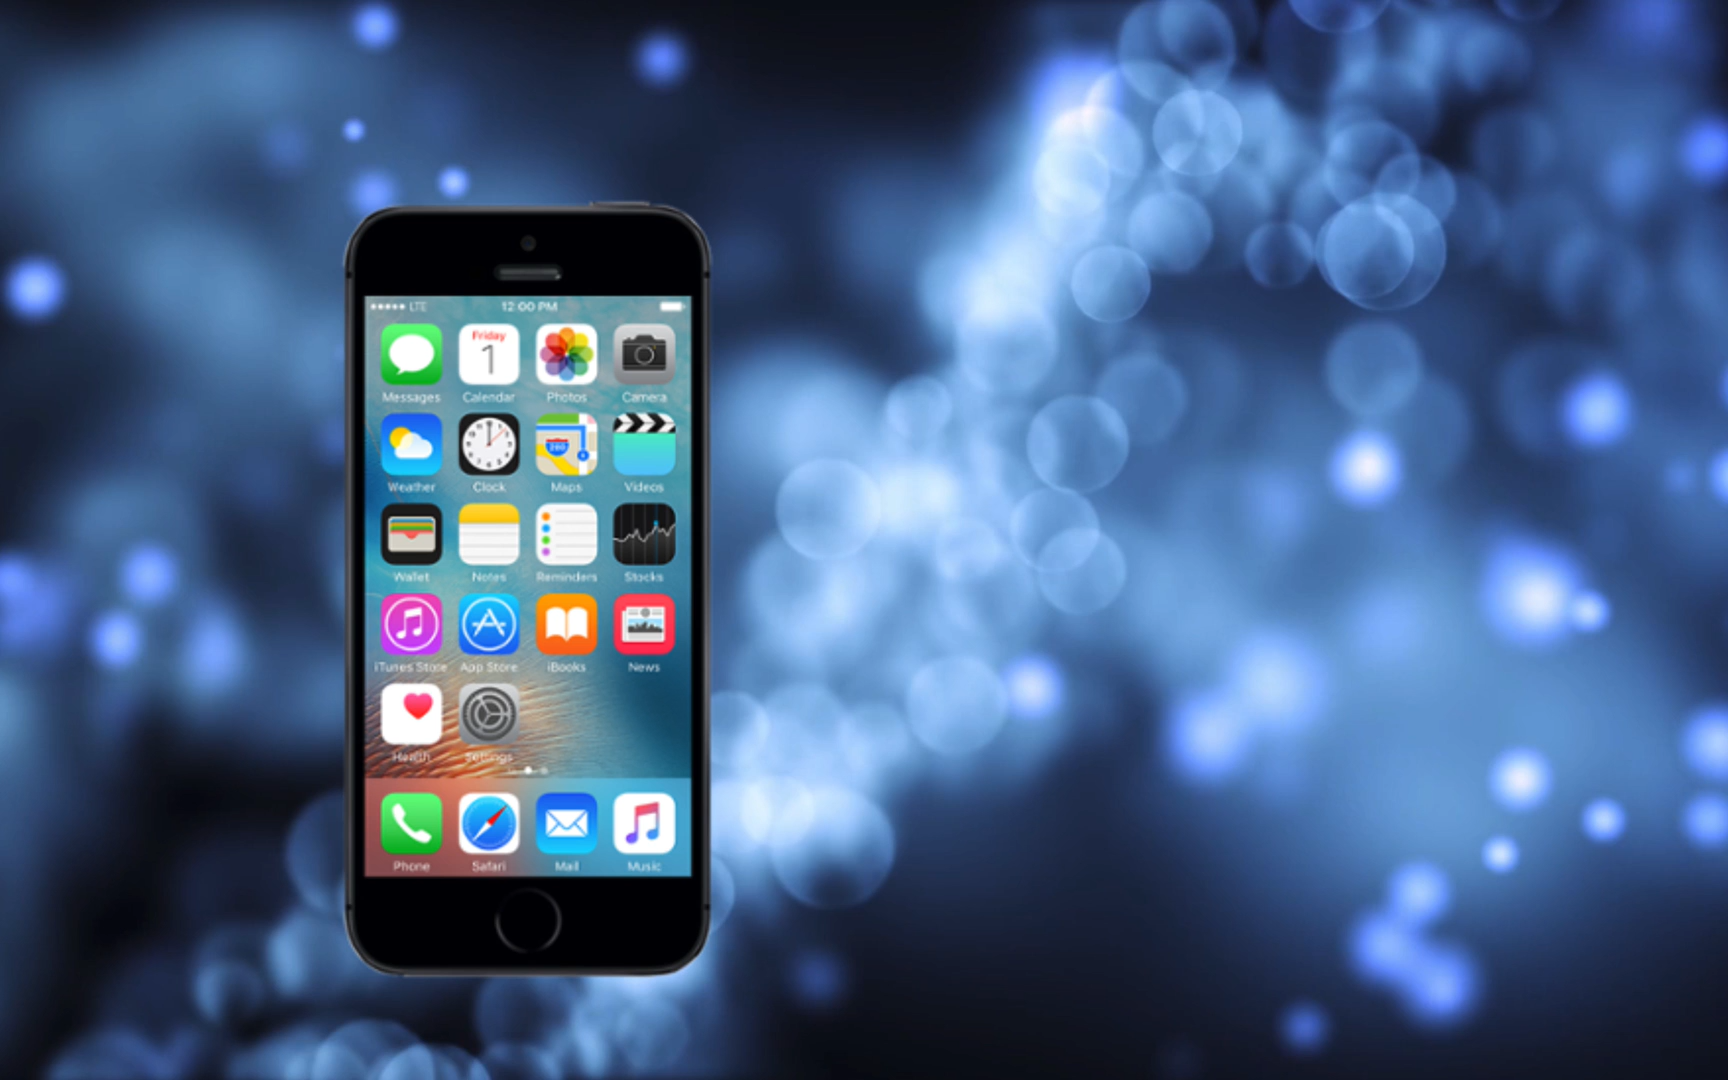 LTE 12:00 PM
Friday
1
Messages Calendar Photos Camera
280
Weather Clock Maps Videos
Wallet Notes Reminders Stocks
iTunes Store App Store iBooks News
Health Settings
Phone Safari Mail Music